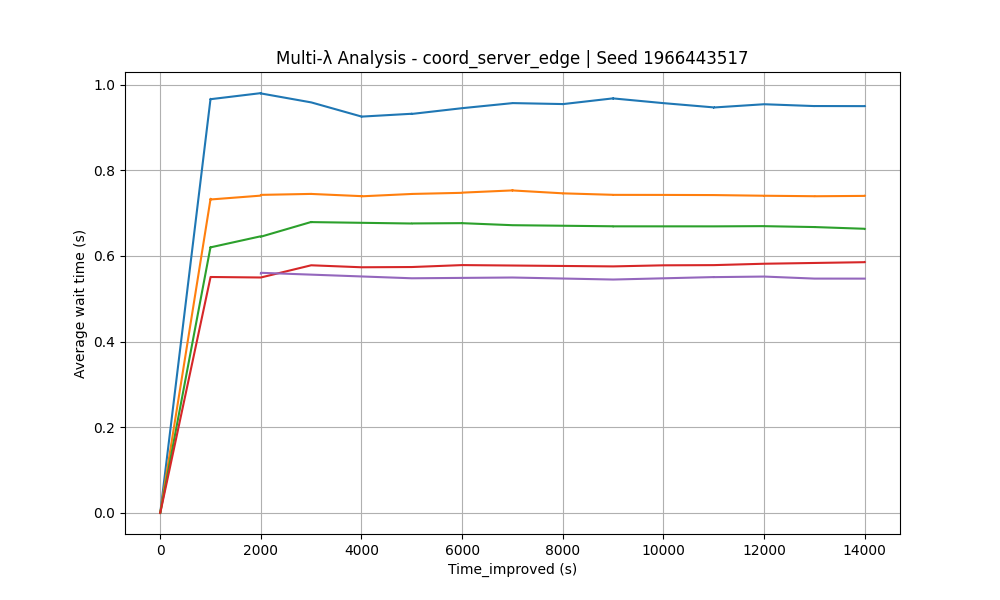 Multi-λ Analysis - coord_server_edge | Seed 1966443517
1.0
0.8
0.6
0.4
0.2
0.0
Average wait time (s)
0 2000 4000 6000 8000 10000 12000 14000
Time_improved (s)